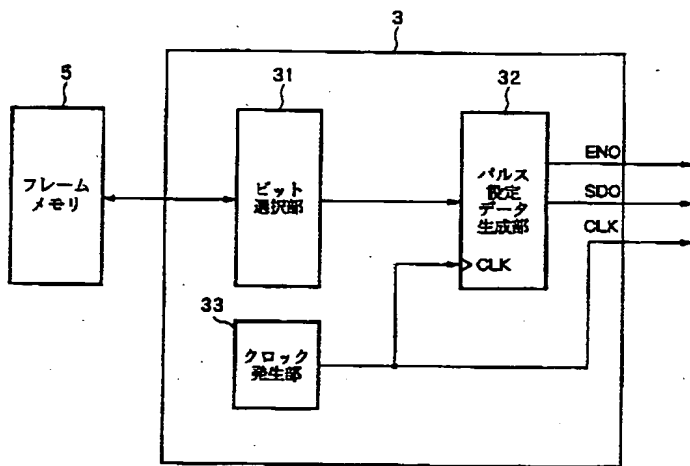 3
5
31
32
フレーム
メモリ
ビット
選択部
パルス
設定
データ
生成部
CLK
ENO
SDO
CLK
33
クロック
発生部